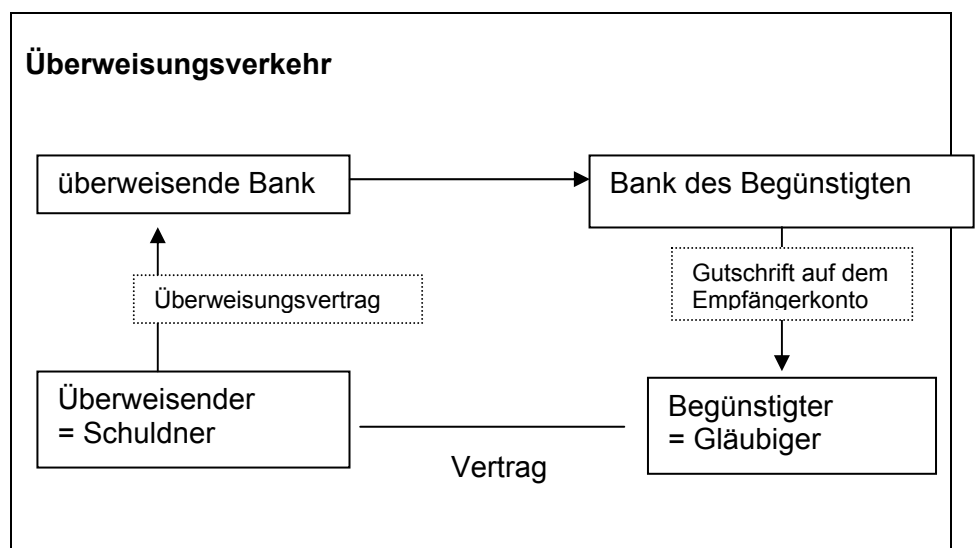 Überweisungsverkehr
überweisende Bank
Bank des Begünstigten
Überweisungsvertrag
Gutschrift auf dem
Empfängerkonto
Überweisender
= Schuldner
Begünstigter
= Gläubiger
Vertrag